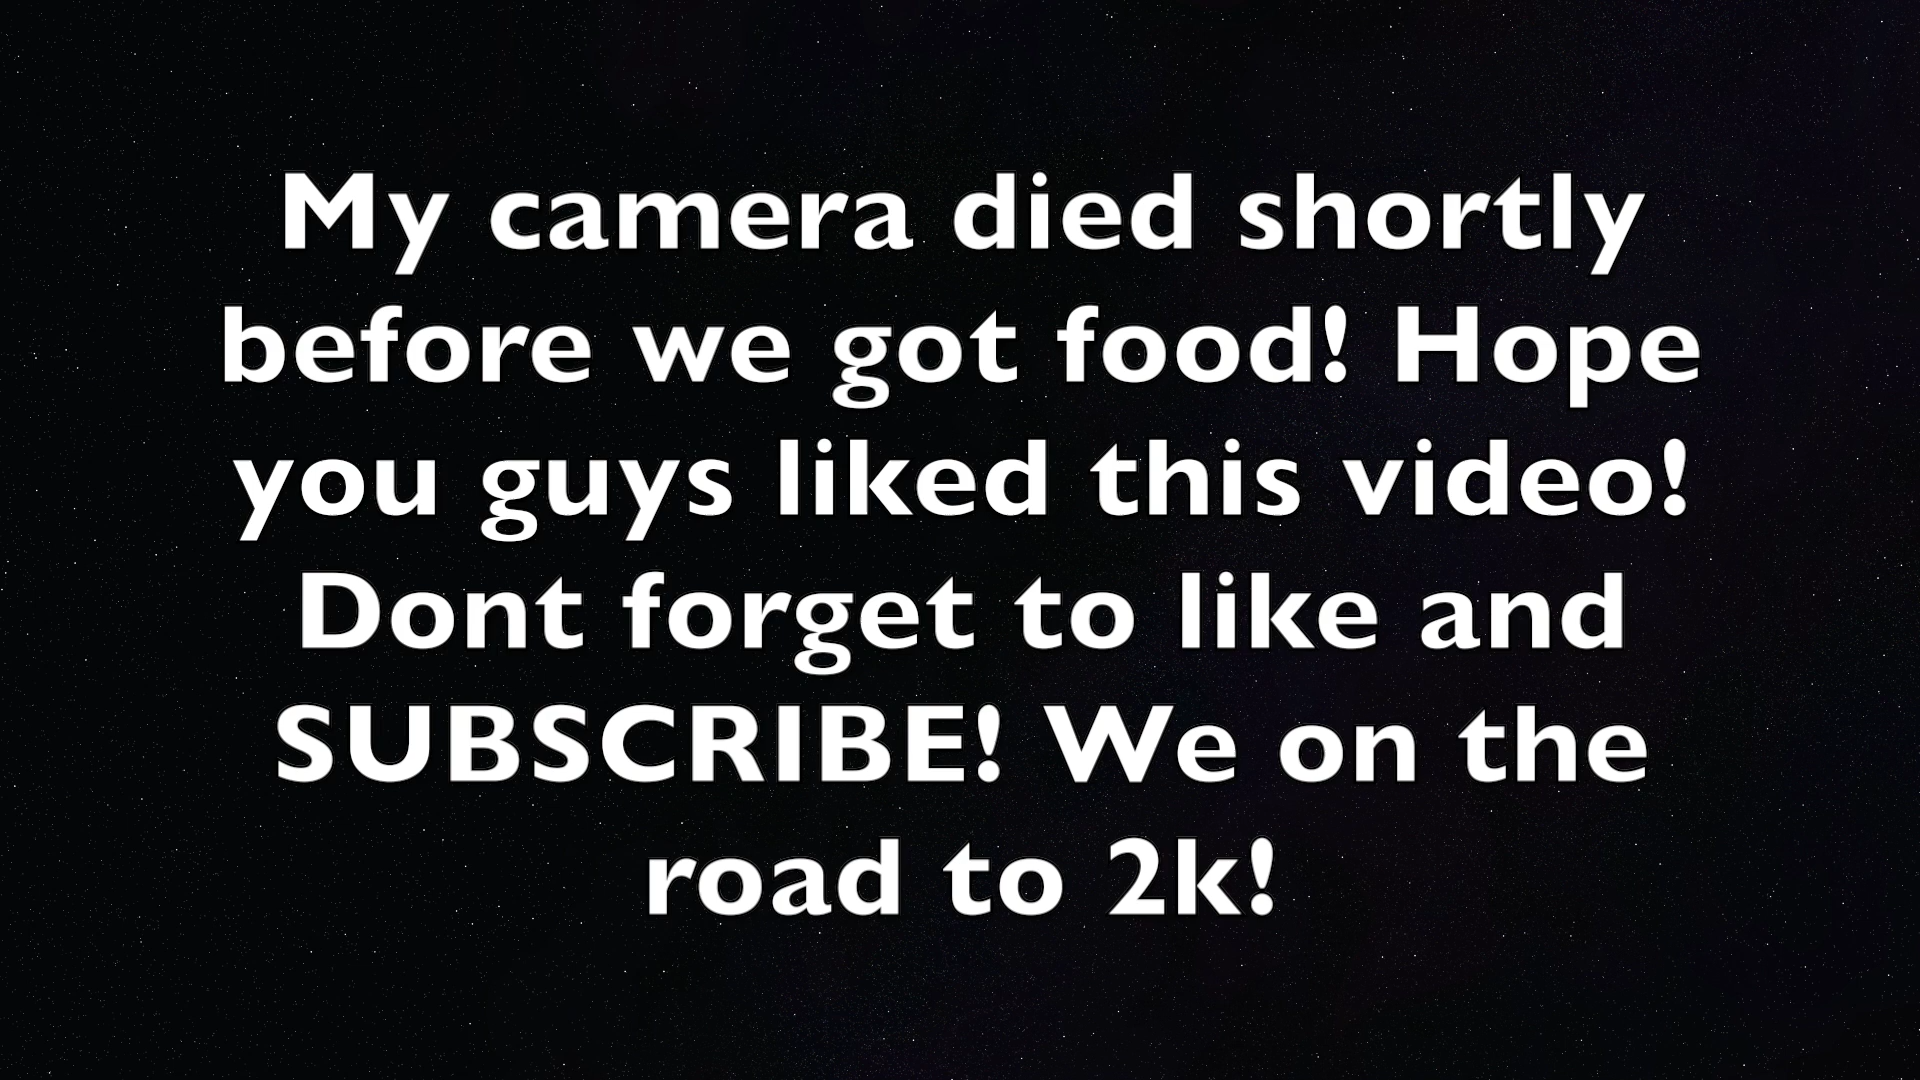 My camera died shortly
before we got food! Hope
you guys liked this video!
Dont forget to like and
SUBSCRIBE! We on the
road to 2k!